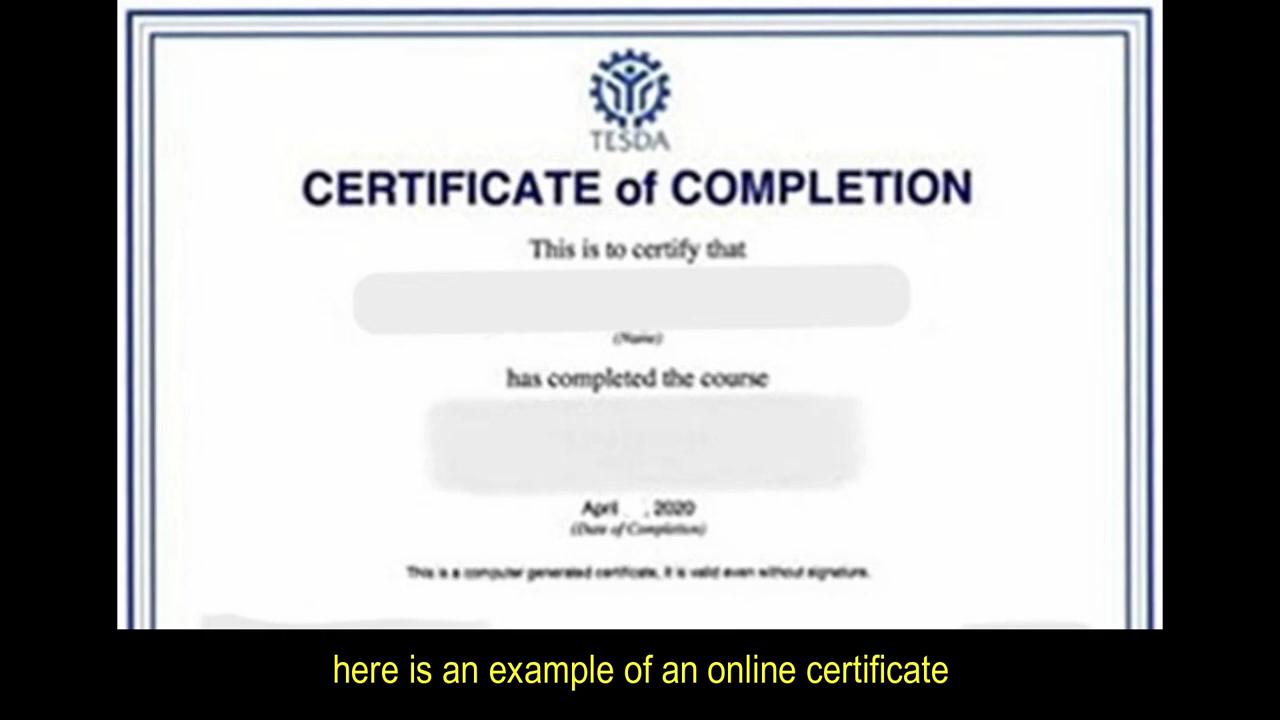 TESDA
CERTIFICATE of COMPLETION
This is to certify that
(Name)
has completed the course
April , 2020
(Date of Completion)
This is a computer generated certificate, it is valid even without signature.
here is an example of an online certificate